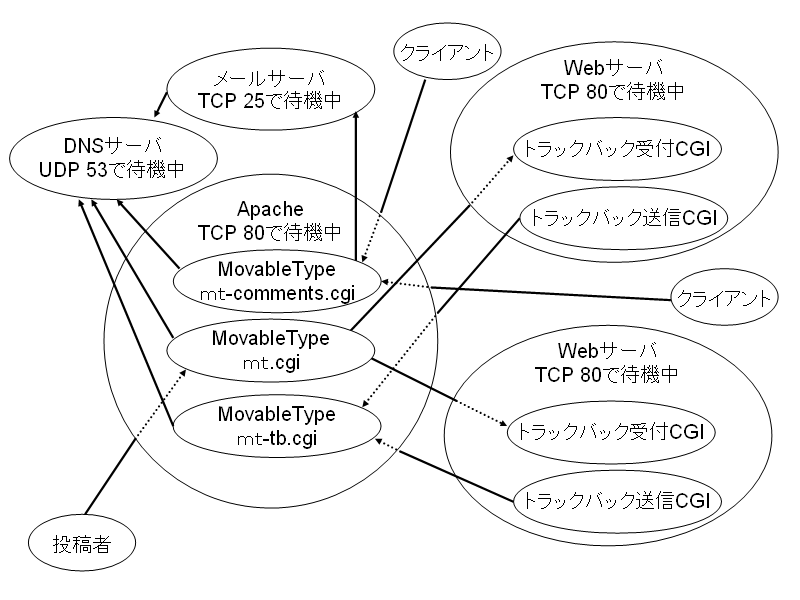 クライアント
メールサーバ
TCP 25で待機中
Webサーバ
TCP 80で待機中
DNSサーバ
UDP 53で待機中
トラックバック受付CGI
トラックバック送信CGI
Apache
TCP 80で待機中
MovableType
mt-comments.cgi
クライアント
MovableType
mt.cgi
MovableType
mt-tb.cgi
Webサーバ
TCP 80で待機中
トラックバック受付CGI
トラックバック送信CGI
投稿者